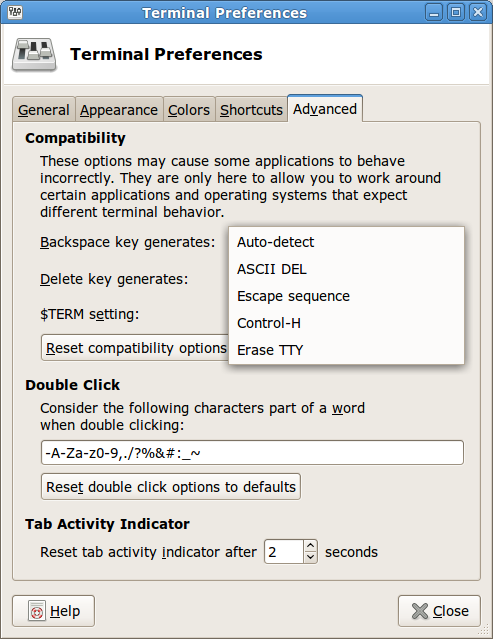 Terminal Preferences
Terminal Preferences
General Appearance Colors Shortcuts Advanced
Compatibility
These options may cause some applications to behave
incorrectly. They are only here to allow you to work around
certain applications and operating systems that expect
different terminal behavior.
Backspace key generates:
Auto-detect
ASCII DEL
Escape sequence
Control-H
Erase TTY
Delete key generates:
$TERM setting:
Reset compatibility options
Double Click
Consider the following characters part of a word
when double clicking:
-A-Za-z0-9,./?%&#:_~
Reset double click options to defaults
Tab Activity Indicator
Reset tab activity indicator after 2 seconds
Help Close